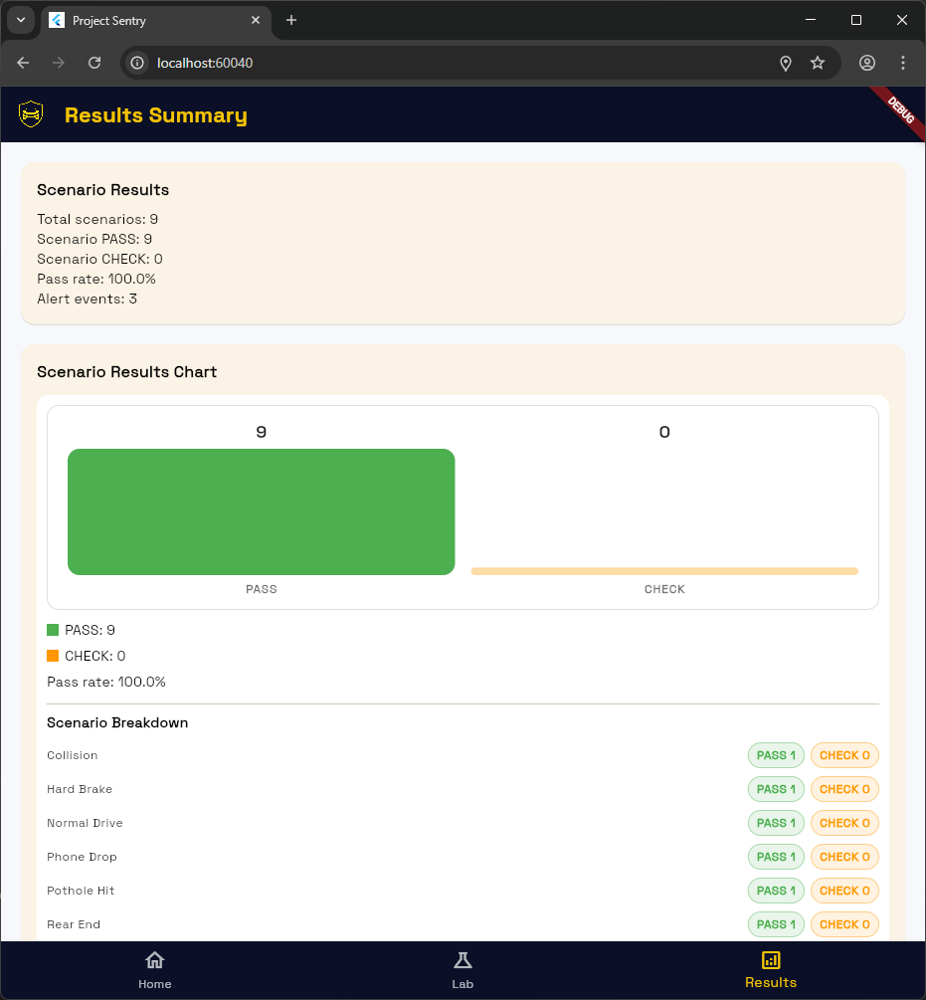 Project Sentry
localhost:60040
Results Summary
DEBUG
Scenario Results
Total scenarios: 9
Scenario PASS: 9
Scenario CHECK: 0
Pass rate: 100.0%
Alert events: 3
Scenario Results Chart
9 0
PASS CHECK
PASS: 9
CHECK: 0
Pass rate: 100.0%
Scenario Breakdown
Collision PASS 1 CHECK 0
Hard Brake PASS 1 CHECK 0
Normal Drive PASS 1 CHECK 0
Phone Drop PASS 1 CHECK 0
Pothole Hit PASS 1 CHECK 0
Rear End PASS 1 CHECK 0
Home Lab Results